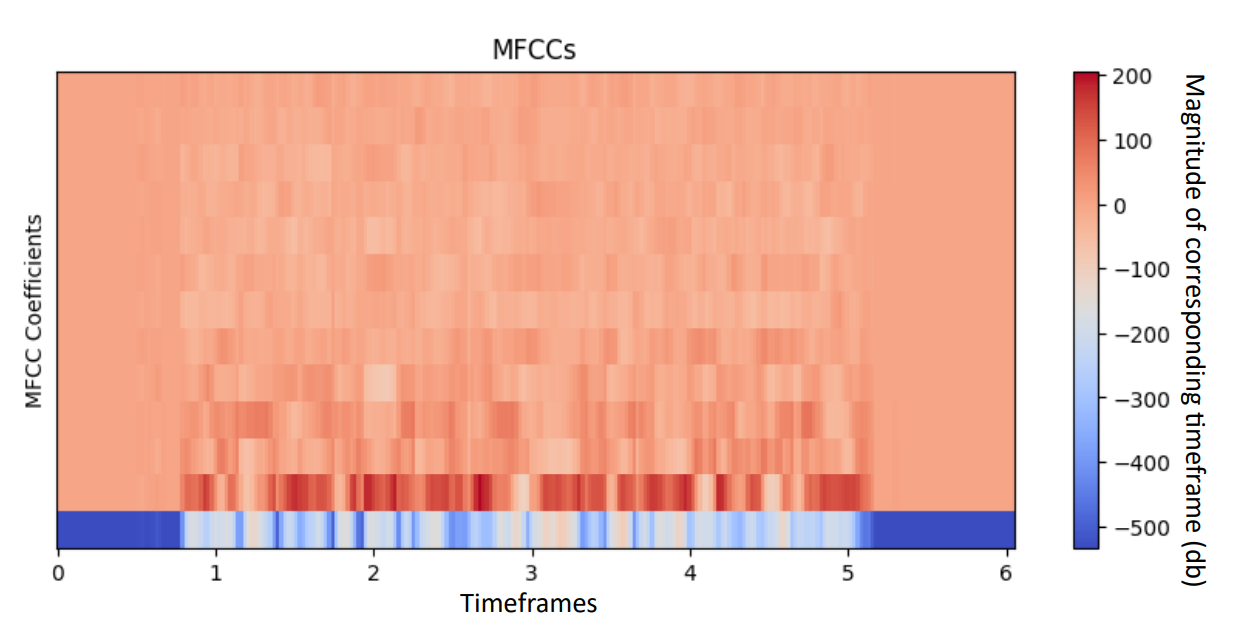 MFCCs
MFCC Coefficients
0 1 2 3 4 5 6
Timeframes
200
100
0
−100
−200
−300
−400
−500
Magnitude of corresponding timeframe (db)